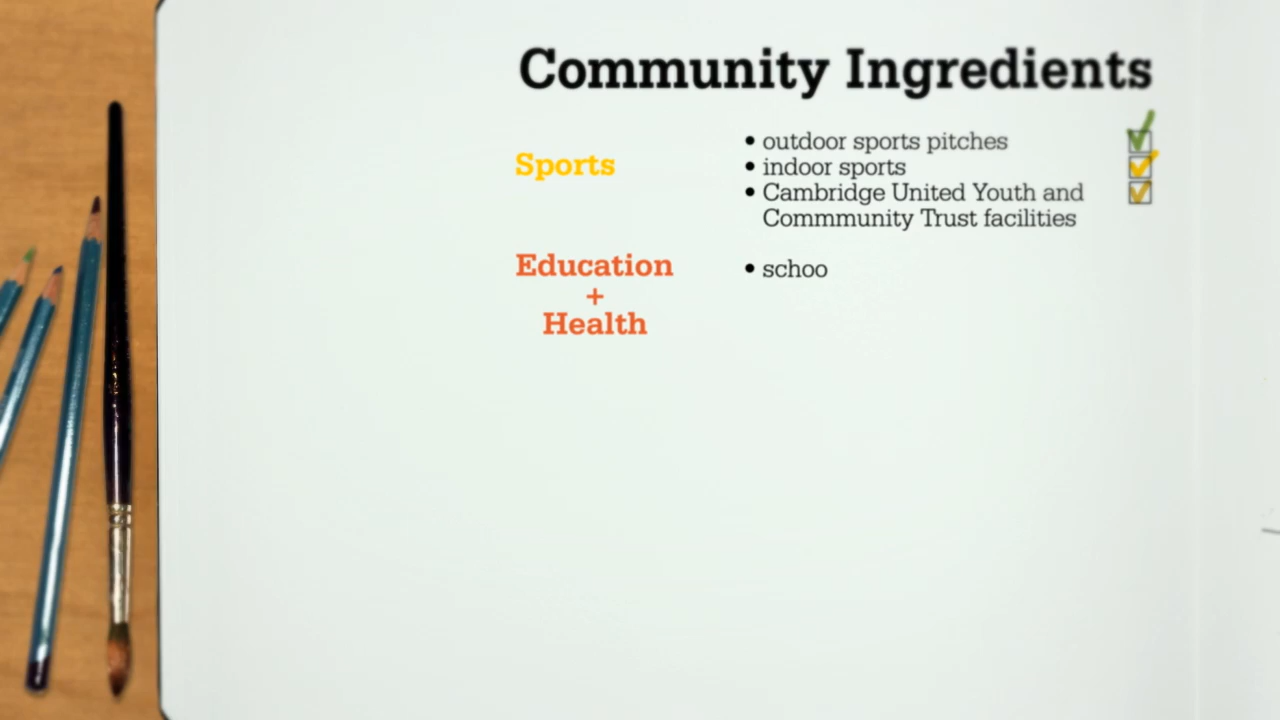 Community Ingredients
Sports
• outdoor sports pitches
• indoor sports
• Cambridge United Youth and
Commmunity Trust facilities
Education
+
Health
• schoo